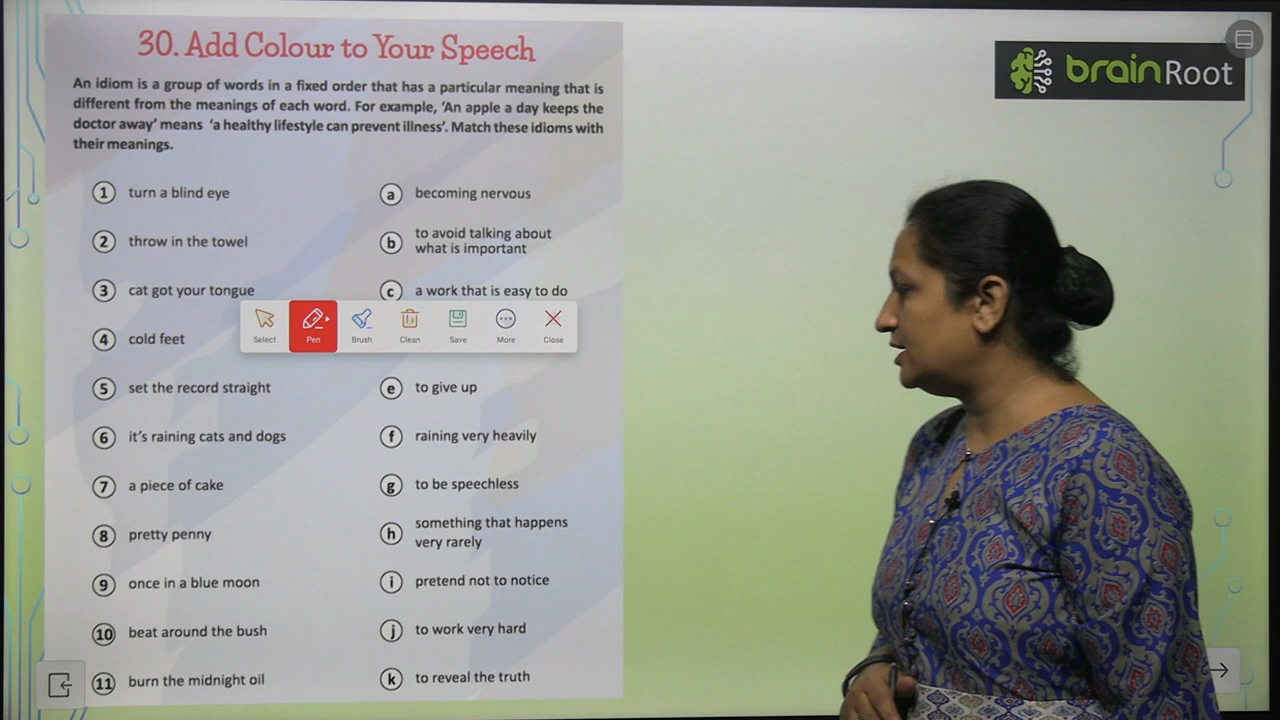 30. Add Colour to Your Speech
An idiom is a group of words in a fixed order that has a particular meaning that is
different from the meanings of each word. For example, ‘An apple a day keeps the
doctor away’ means ‘a healthy lifestyle can prevent illness’. Match these idioms with
their meanings.
1 turn a blind eye
2 throw in the towel
3 cat got your tongue
4 cold feet
5 set the record straight
6 it’s raining cats and dogs
7 a piece of cake
8 pretty penny
9 once in a blue moon
10 beat around the bush
11 burn the midnight oil
a becoming nervous
b to avoid talking about
what is important
c a work that is easy to do
e to give up
f raining very heavily
g to be speechless
h something that happens
very rarely
i pretend not to notice
j to work very hard
k to reveal the truth
Select Pen Brush Clean Save More Close
brainRoot